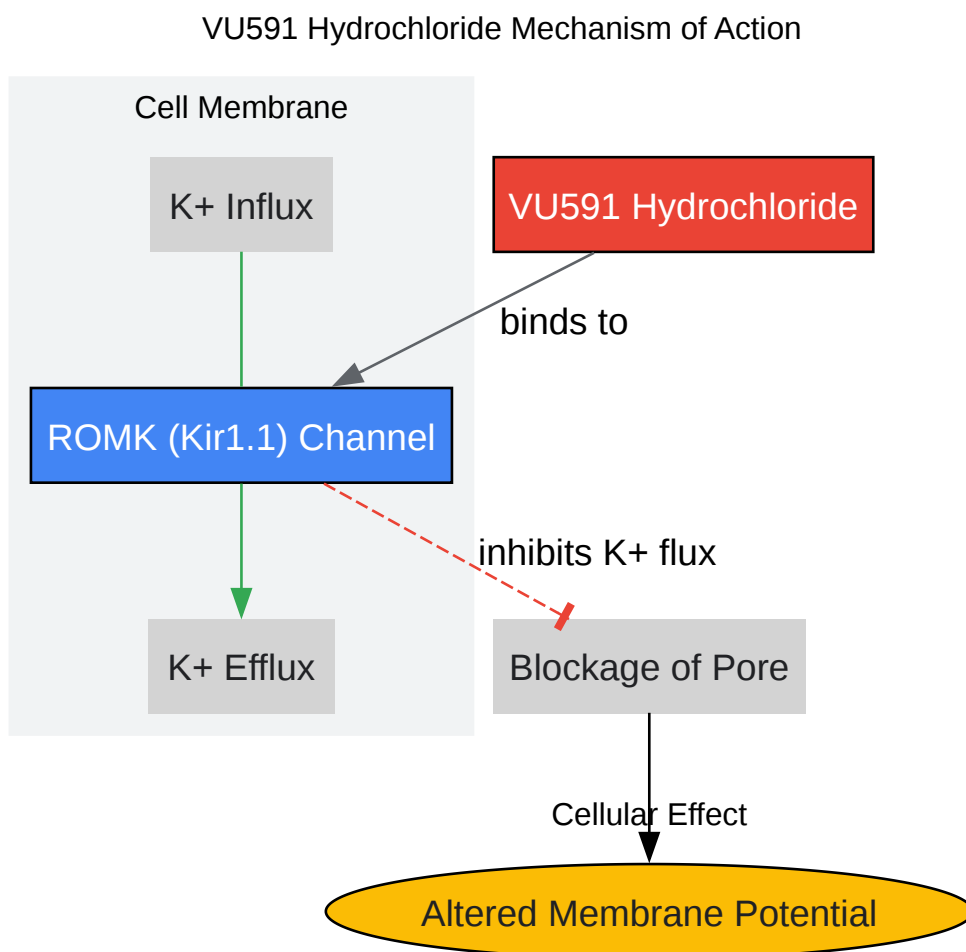 VU591 Hydrochloride Mechanism of Action
Cell Membrane
K+ Influx
VU591 Hydrochloride
binds to
ROMK (Kir1.1) Channel
inhibits K+ flux
K+ Efflux
Blockage of Pore
Cellular Effect
Altered Membrane Potential